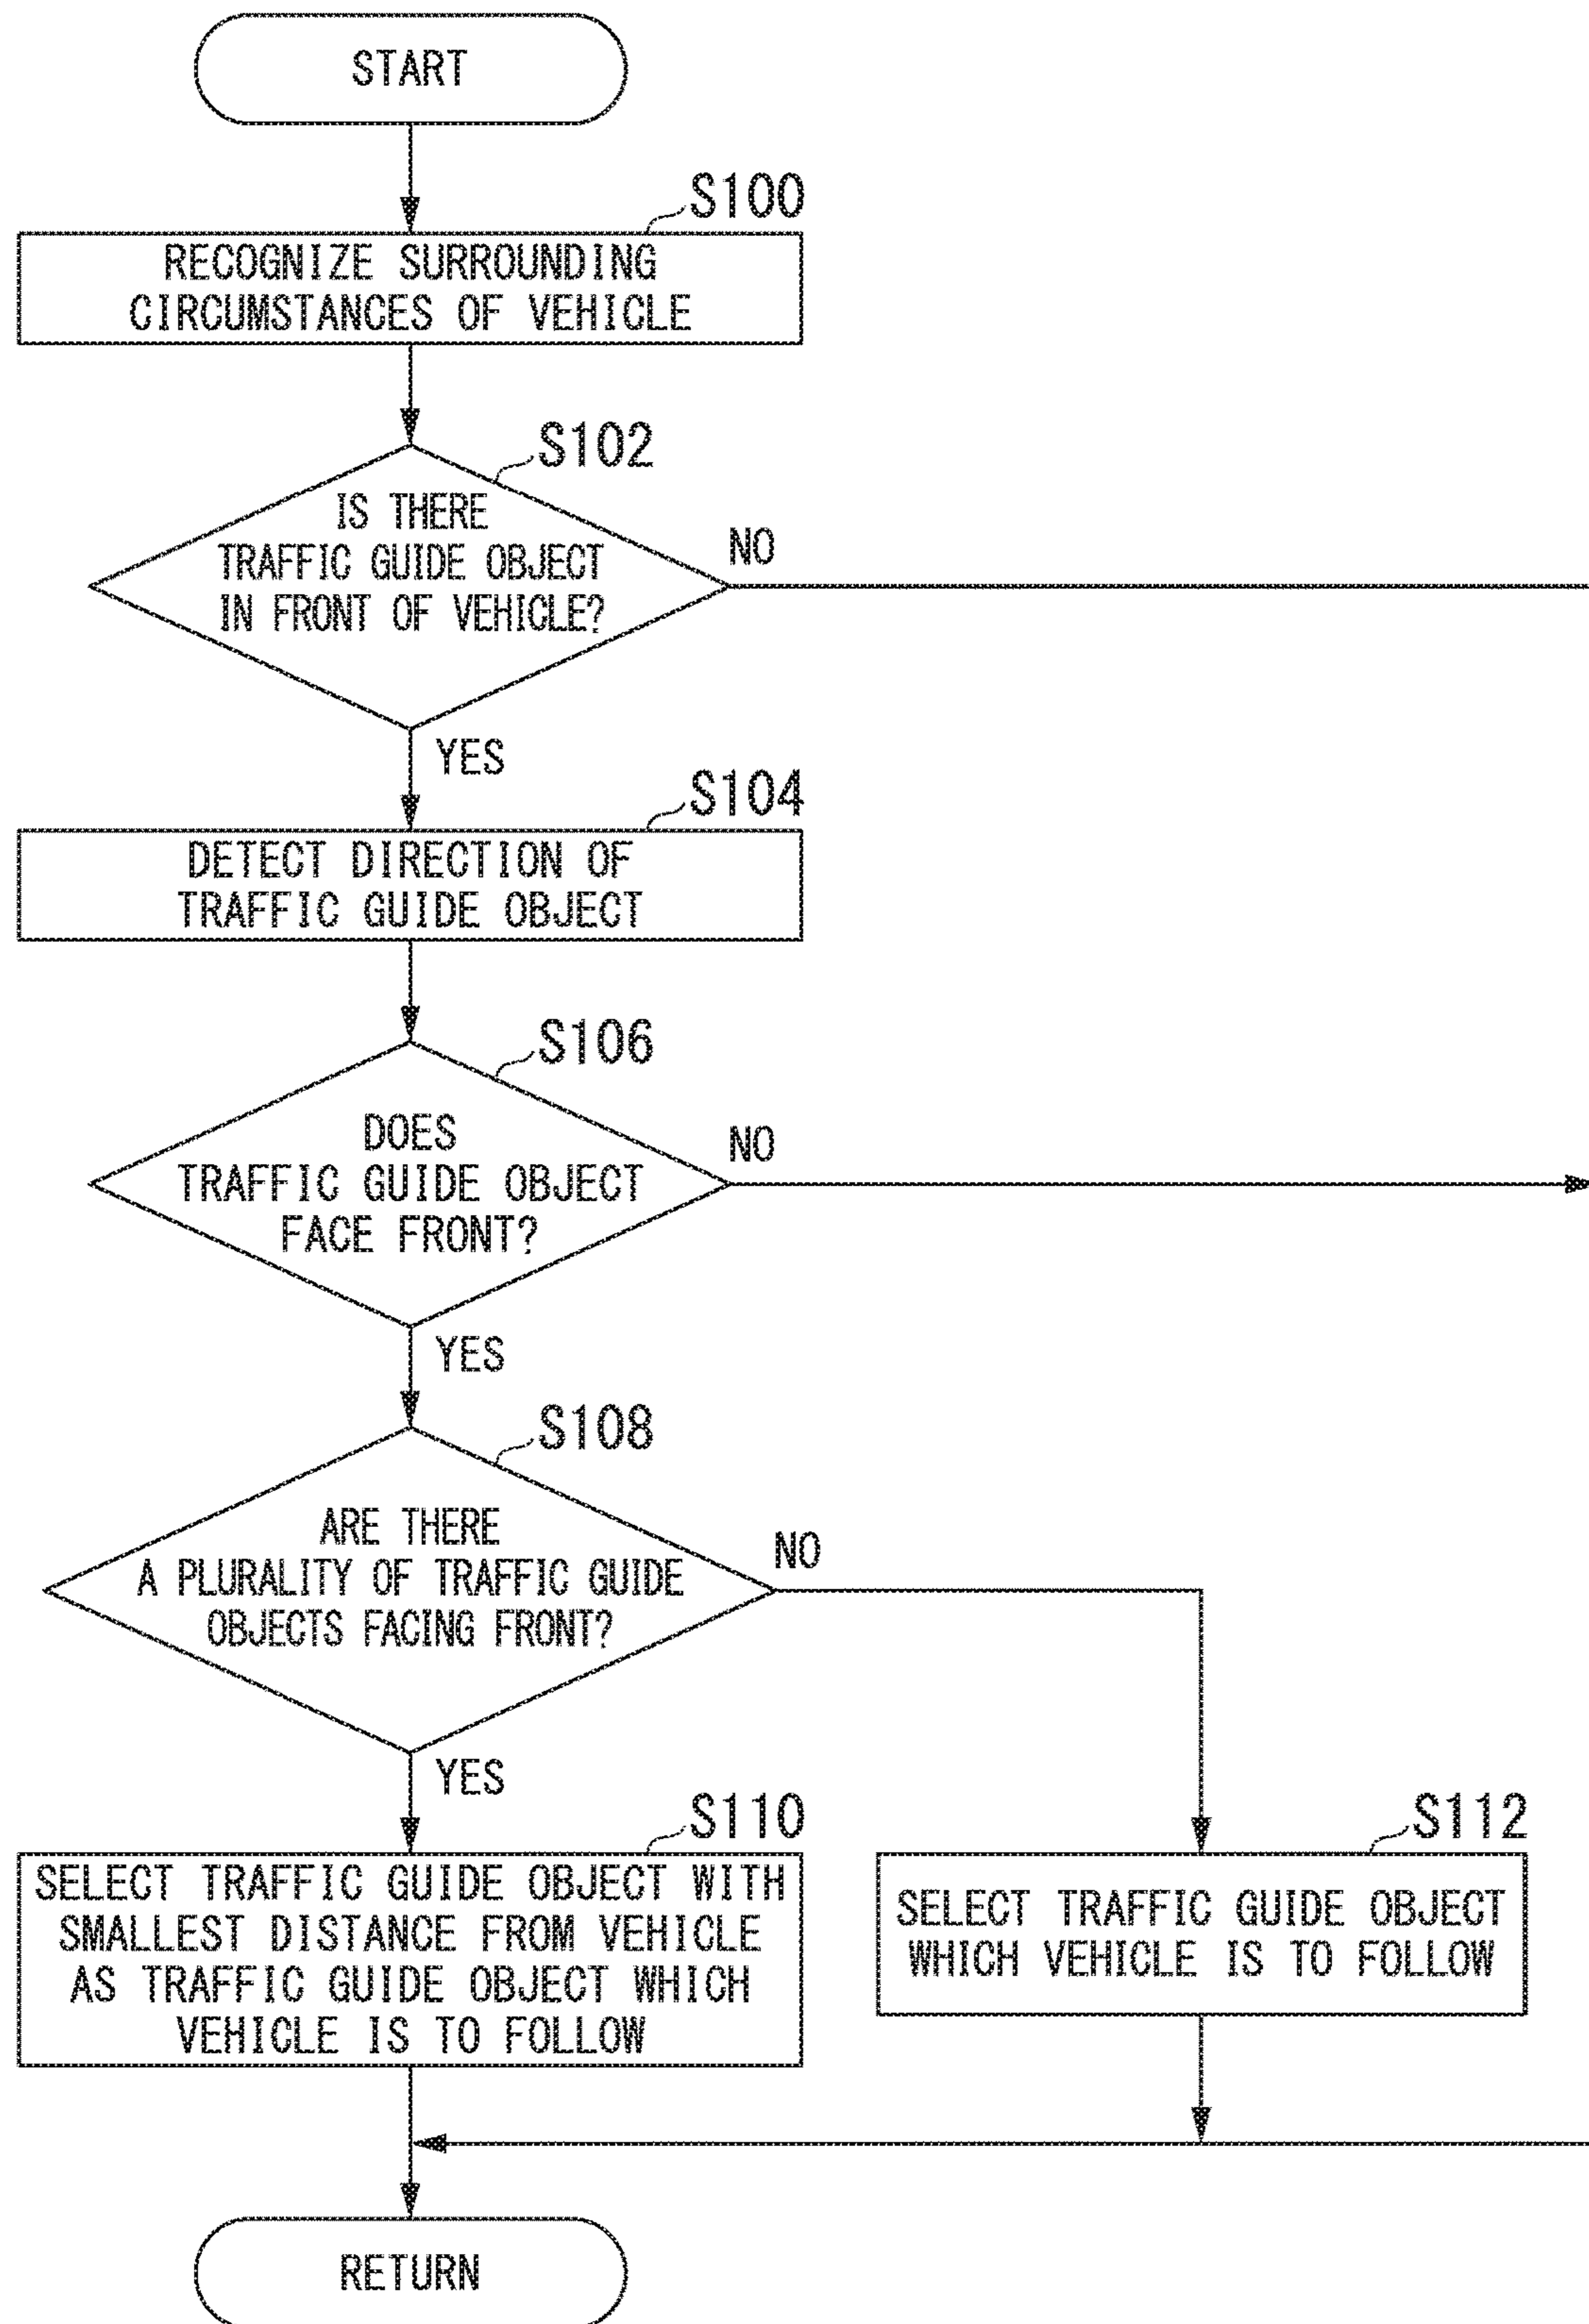 START
S100
RECOGNIZE SURROUNDING
CIRCUMSTANCES OF VEHICLE
S102
IS THERE
TRAFFIC GUIDE OBJECT
IN FRONT OF VEHICLE?
NO
YES
S104
DETECT DIRECTION OF
TRAFFIC GUIDE OBJECT
S106
DOES
TRAFFIC GUIDE OBJECT
FACE FRONT?
NO
YES
S108
ARE THERE
A PLURALITY OF TRAFFIC GUIDE
OBJECTS FACING FRONT?
NO
YES
S110
SELECT TRAFFIC GUIDE OBJECT WITH
SMALLEST DISTANCE FROM VEHICLE
AS TRAFFIC GUIDE OBJECT WHICH
VEHICLE IS TO FOLLOW
S112
SELECT TRAFFIC GUIDE OBJECT
WHICH VEHICLE IS TO FOLLOW
RETURN